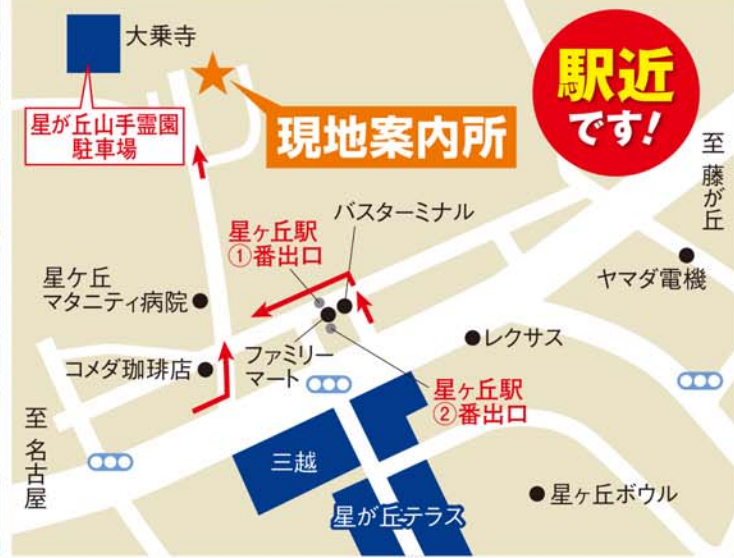 大乗寺
駅近
です!
星が丘山手霊園
駐車場
現地案内所
至 藤が丘
バスターミナル
星ヶ丘駅
①番出口
ヤマダ電機
星ケ丘
マタニティ病院
レクサス
ファミリー
マート
コメダ珈琲店
星ヶ丘駅
②番出口
至 名古屋
三越
星ヶ丘ボウル
星が丘テラス